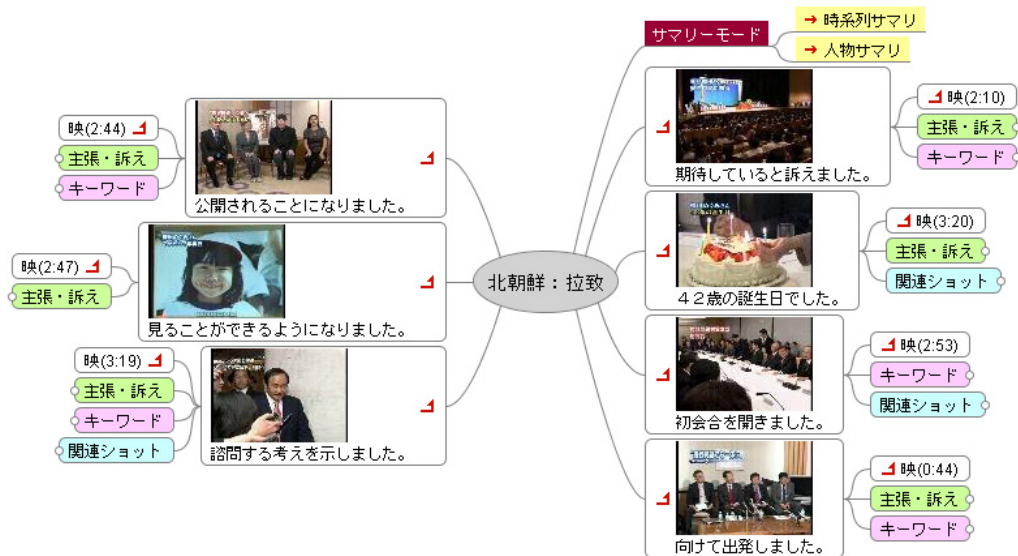 サマリーモード
時系列サマリ
人物サマリ
映(2:44)
主張・訴え
キーワード
公開されることになりました。
映(2:47)
主張・訴え
見ることができるようになりました。
映(3:19)
主張・訴え
キーワード
関連ショット
諮問する考えを示しました。
北朝鮮:拉致
期待していると訴えました。
映(2:10)
主張・訴え
キーワード
42歳の誕生日でした。
映(3:20)
主張・訴え
関連ショット
初会合を開きました。
映(2:53)
キーワード
関連ショット
向けて出発しました。
映(0:44)
主張・訴え
キーワード